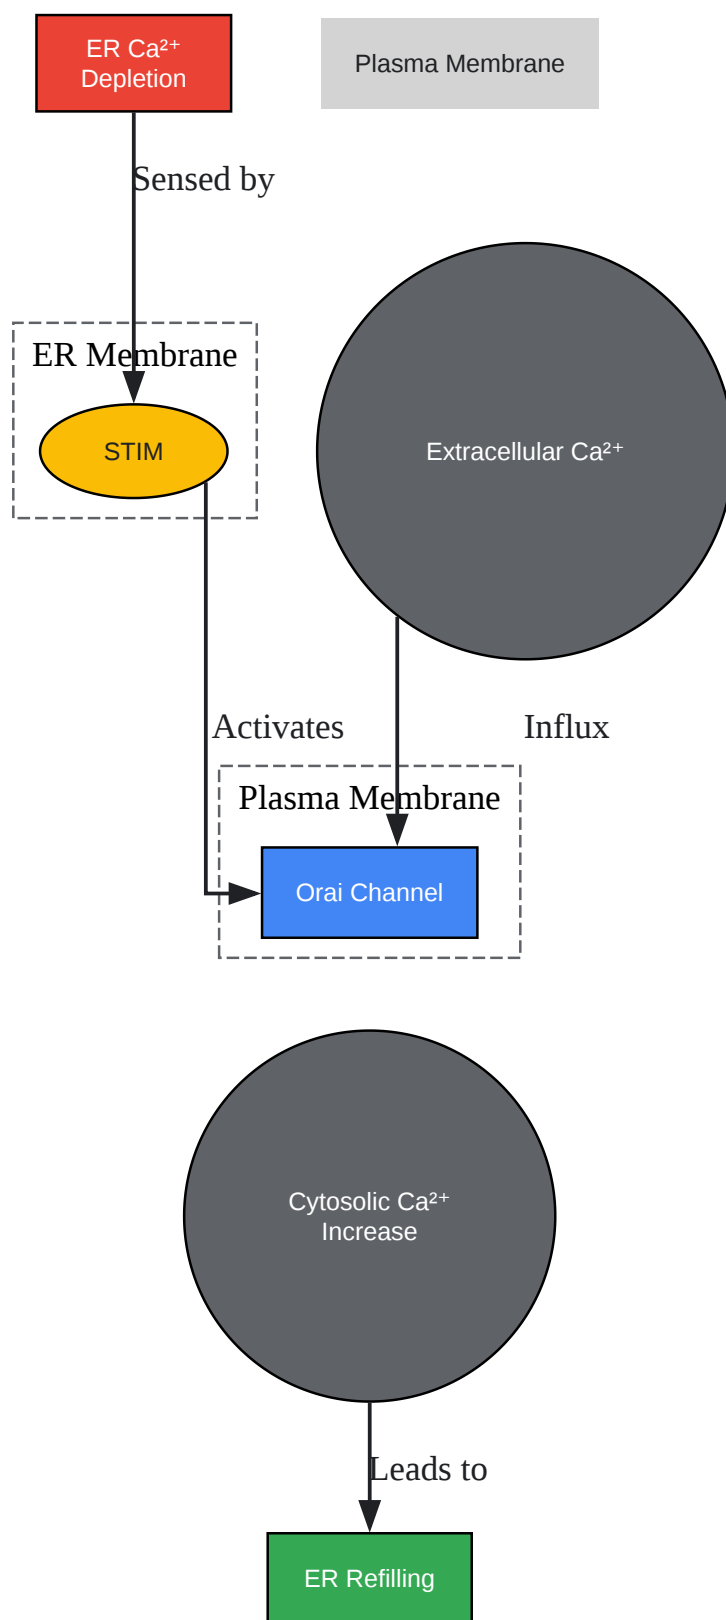 ER Ca²⁺
Depletion
Plasma Membrane
Sensed by
ER Membrane
STIM
Extracellular Ca²⁺
Activates
Influx
Plasma Membrane
Orai Channel
Cytosolic Ca²⁺
Increase
Leads to
ER Refilling